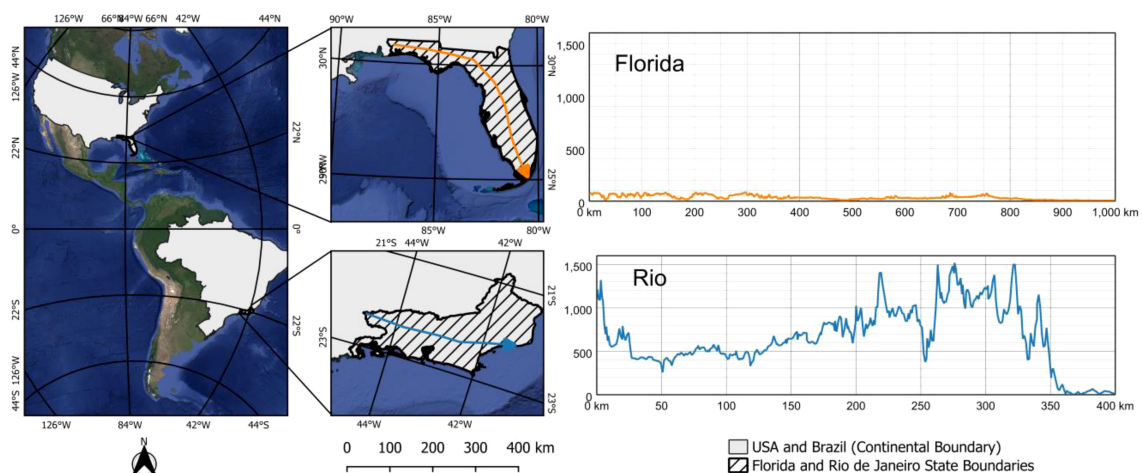 126°W 66°N 84°W 66°N 42°W 44°N
44°N
126°W
22°N
0°
22°S
126°W
44°S
22°N
0°
22°S
126°W 84°W 42°W 44°S
N
90°W 85°W 80°W
30°N
30°N
25°N
85°W 80°W
21°S 44°W 42°W
21°S
23°S
23°S
44°W 42°W
0 100 200 300 400 km
1,500
Florida
1,000
500
0
0 km 100 200 300 400 500 600 700 800 900 1,000 km
1,500
Rio
1,000
500
0
0 km 50 100 150 200 250 300 350 400 km
USA and Brazil (Continental Boundary)
Florida and Rio de Janeiro State Boundaries